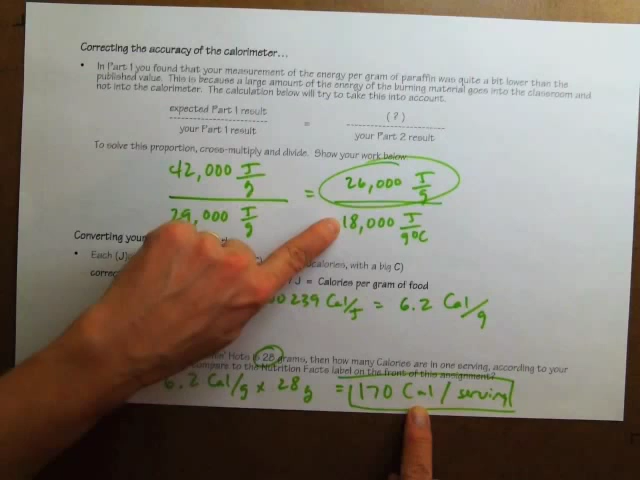 Correcting the accuracy of the calorimeter...
• In Part 1 you found that your measurement of the energy per gram of paraffin was quite a bit lower than the
published value. This is because a large amount of the energy of the burning material goes into the classroom and
not into the calorimeter. The calculation below will try to take this into account.
expected Part 1 result / your Part 1 result = (?) / your Part 2 result
To solve this proportion, cross-multiply and divide. Show your work below
42,000 J/g / 29,000 J/g = 26,000 J/g / 18,000 J/g°C
Converting your
• Each (J) Calories, with a big C)
J = Calories per gram of food
239 Cal/J = 6.2 Cal/g
Hots is 28 grams, then how many Calories are in one serving, according to your
compare to the Nutrition Facts label on the front of this assignment?
6.2 Cal/g x 28g = 170 Cal/serving